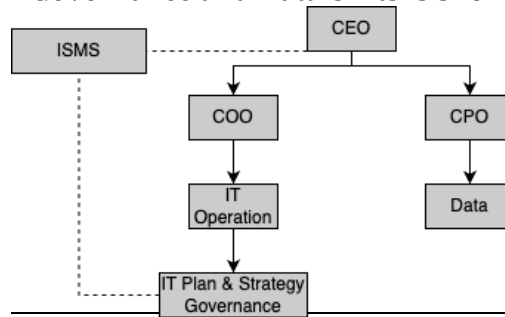 CEO
ISMS
COO
CPO
IT
Operation
Data
IT Plan & Strategy
Governance